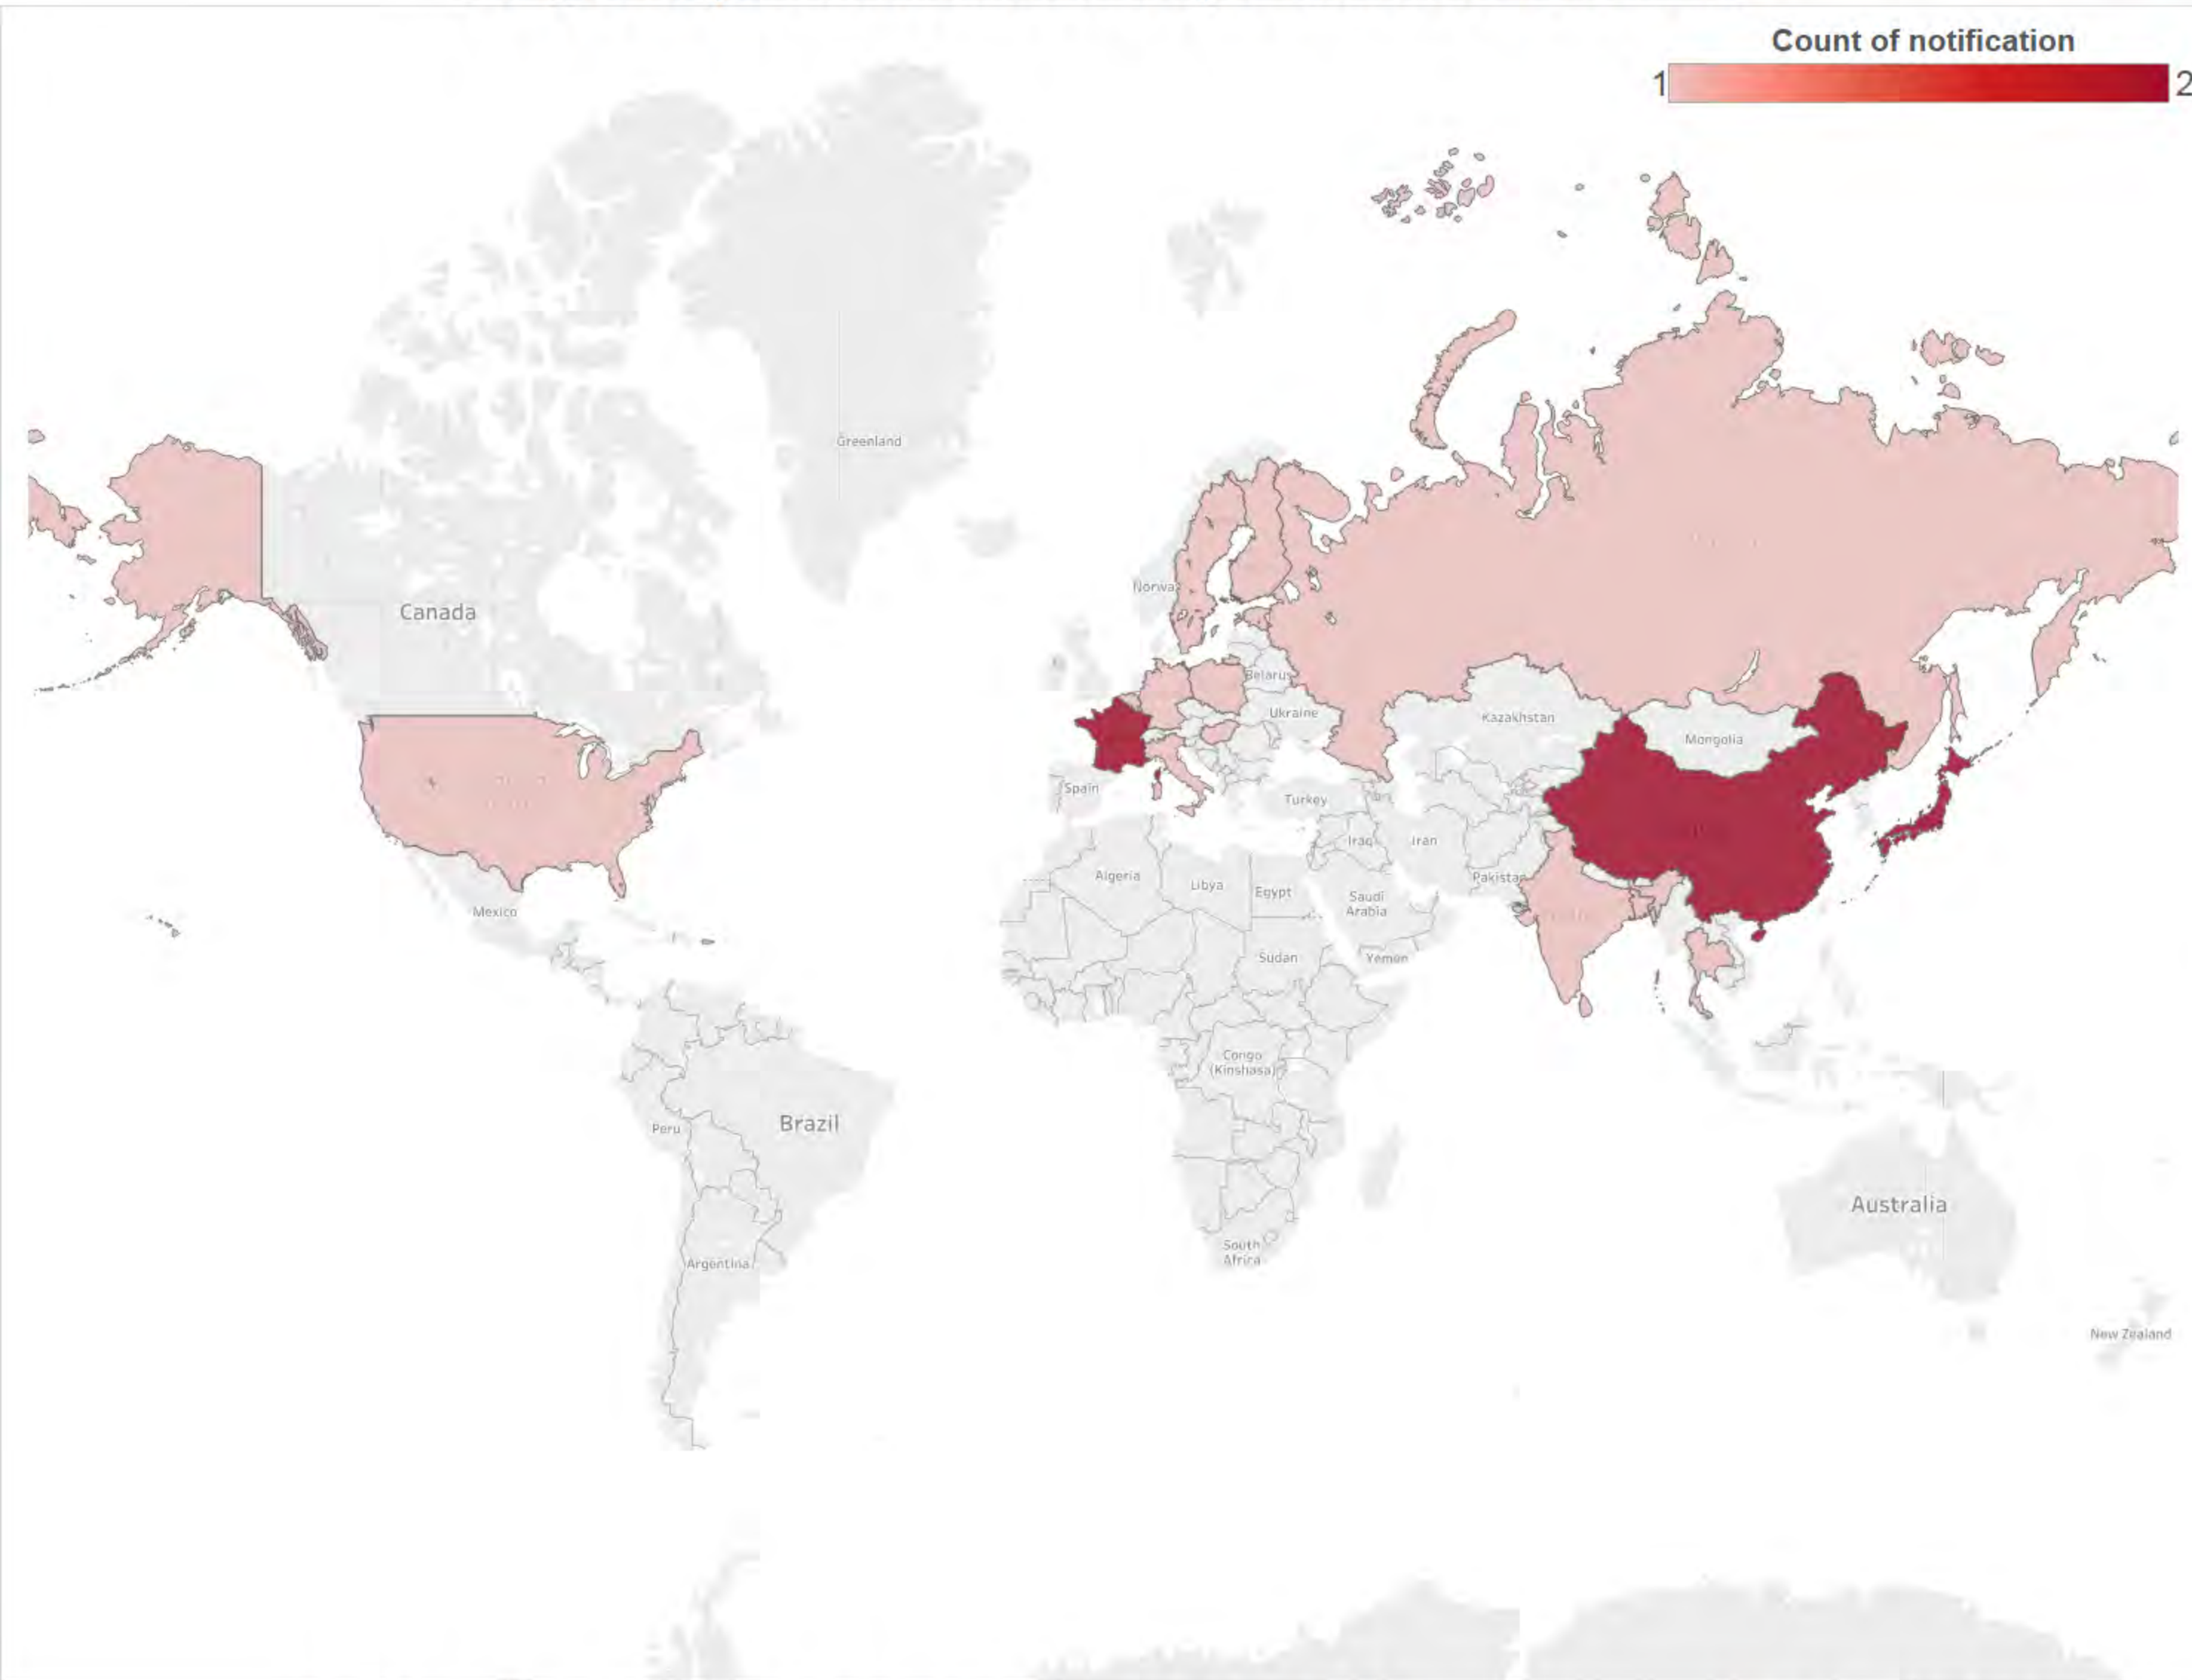 Count of notification
1
2
Greenland
Canada
Norwa
Belarus
Ukraine
Kazakhstan
Mongolia
Spain
Turkey
Iraq
Iran
Algeria
Libya
Egypt
Pakistan
Saudi
Arabia
Mexico
Sudan
Yemen
Congo
(Kinshasa)
Peru
Brazil
Australia
South
Africa
Argentina
New Zealand